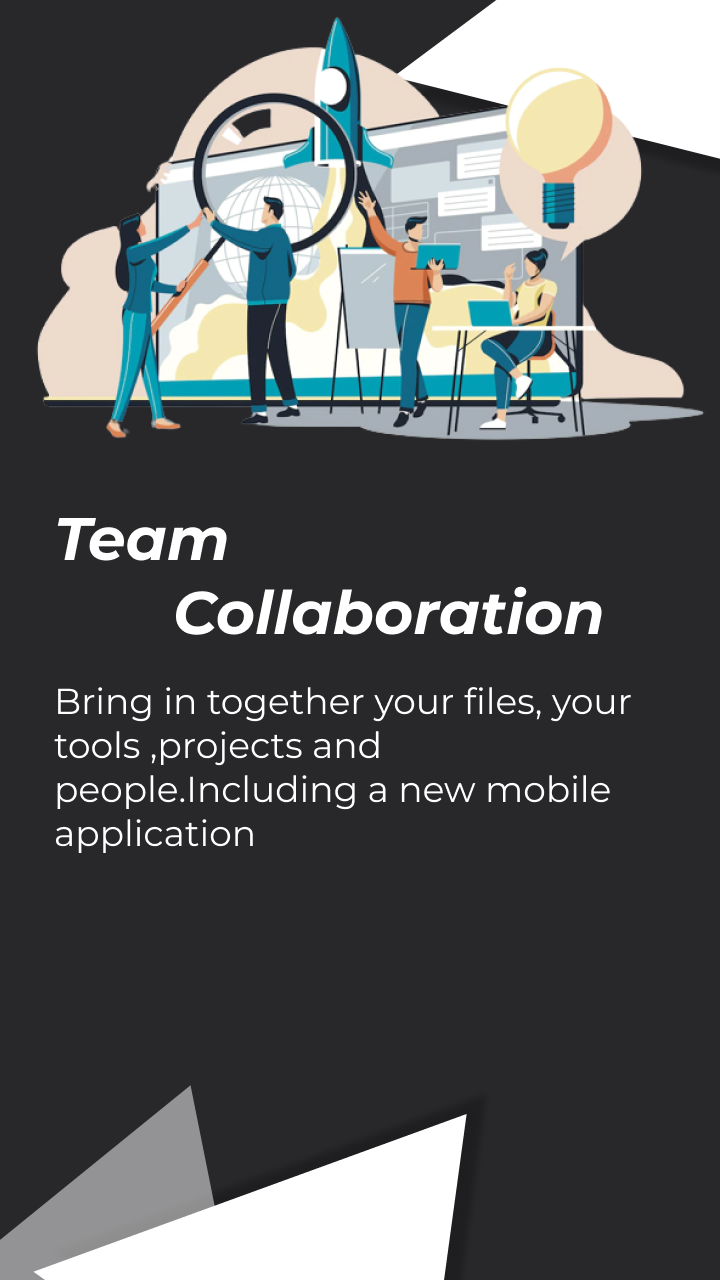 Team
Collaboration
Bring in together your files, your
tools ,projects and
people.Including a new mobile
application